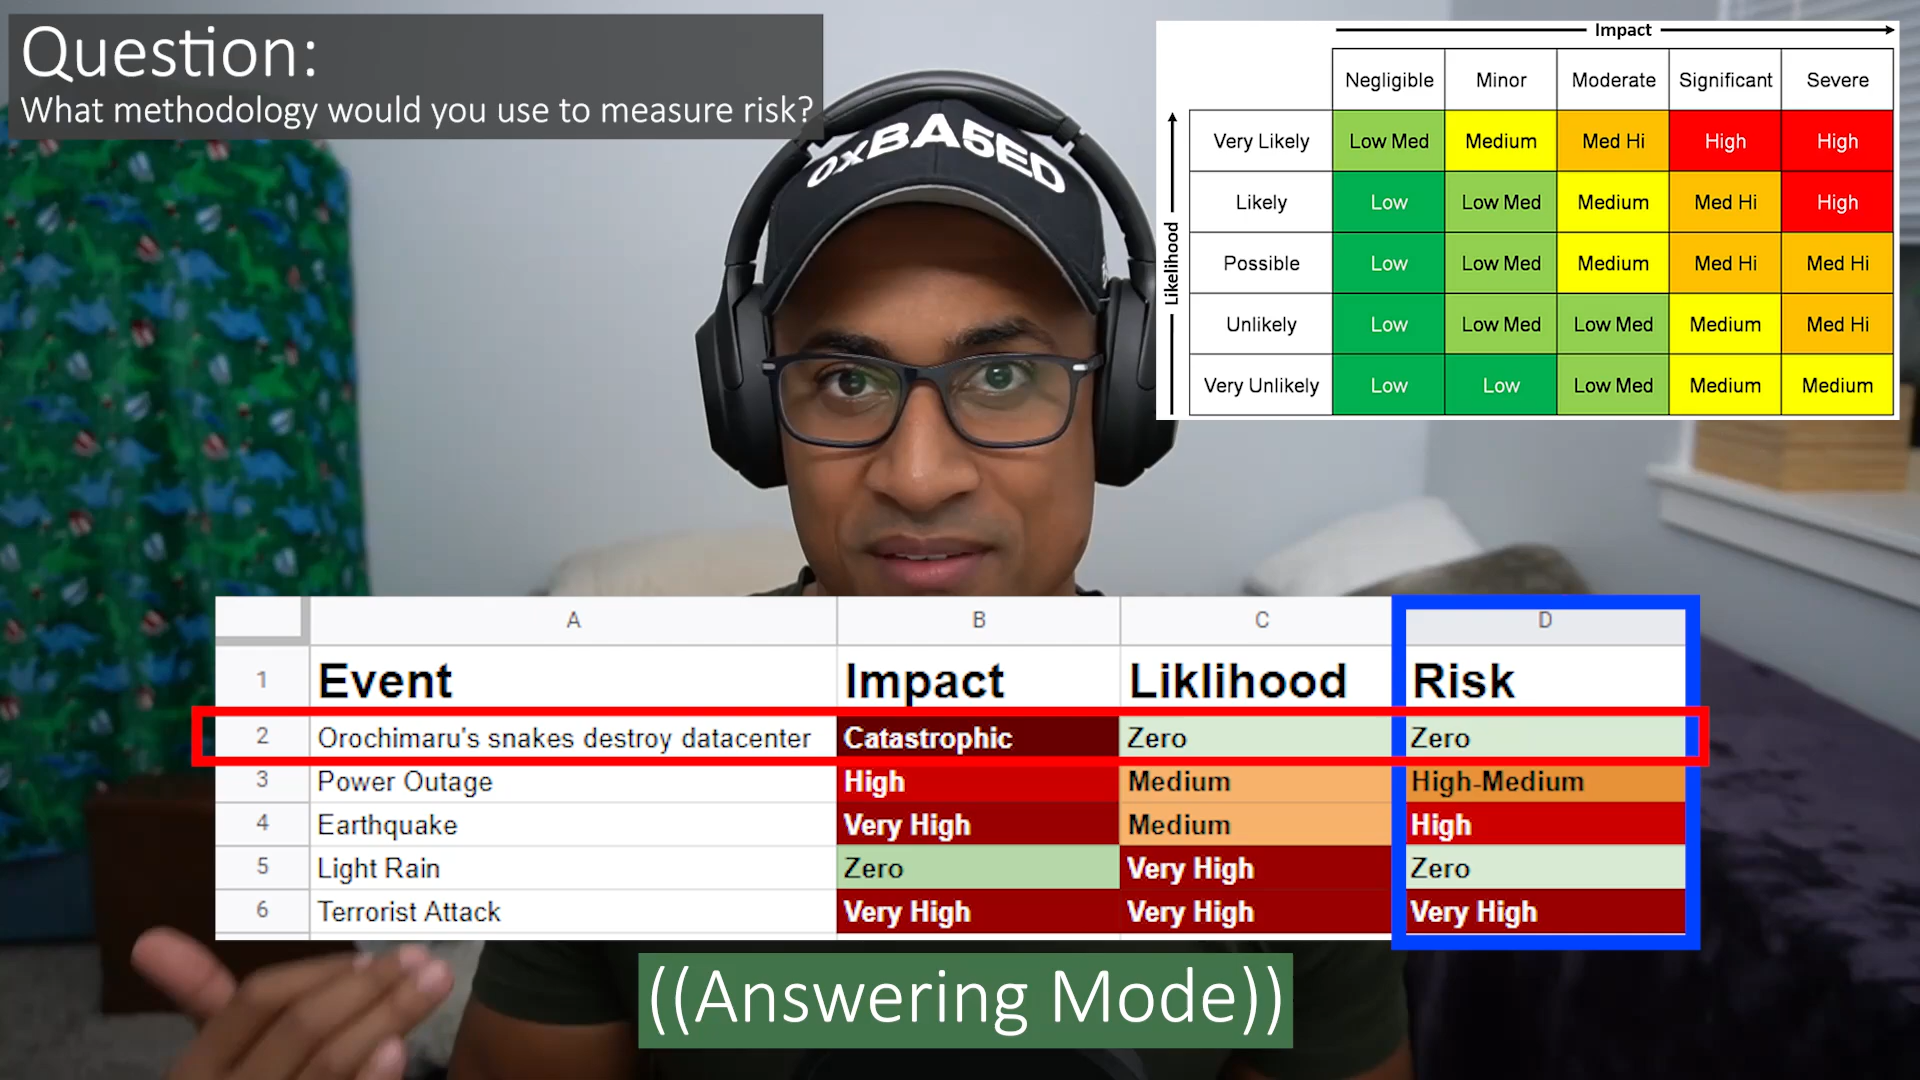 Question:
What methodology would you use to measure risk?
0xBA5ED
Impact
Negligible Minor Moderate Significant Severe
Likelihood
Very Likely Low Med Medium Med Hi High High
Likely Low Low Med Medium Med Hi High
Possible Low Low Med Medium Med Hi Med Hi
Unlikely Low Low Med Low Med Medium Med Hi
Very Unlikely Low Low Low Med Medium Medium
A B C D
1 Event Impact Liklihood Risk
2 Orochimaru's snakes destroy datacenter Catastrophic Zero Zero
3 Power Outage High Medium High-Medium
4 Earthquake Very High Medium High
5 Light Rain Zero Very High Zero
6 Terrorist Attack Very High Very High Very High
((Answering Mode))